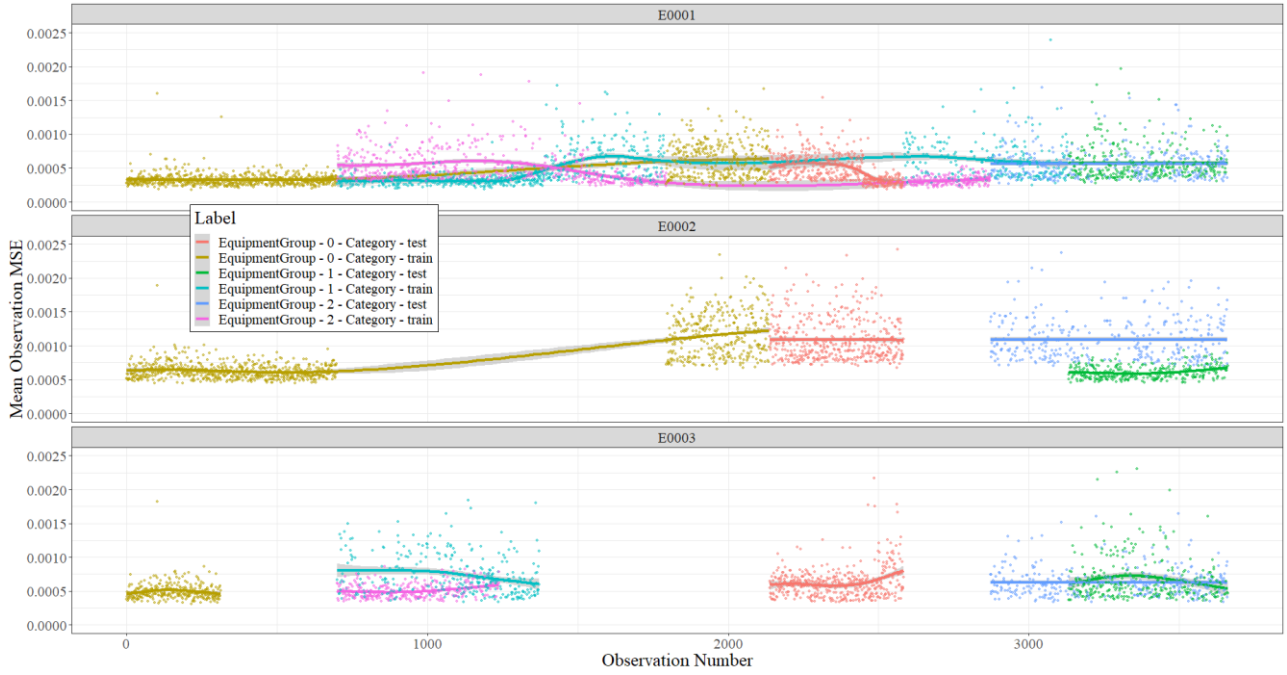 E0001
0.0025
0.0020
0.0015
0.0010
0.0005
0.0000
Label
EquipmentGroup - 0 - Category - test
EquipmentGroup - 0 - Category - train
EquipmentGroup - 1 - Category - test
EquipmentGroup - 1 - Category - train
EquipmentGroup - 2 - Category - test
EquipmentGroup - 2 - Category - train
Mean Observation MSE
E0002
0.0025
0.0020
0.0015
0.0010
0.0005
0.0000
E0003
0.0025
0.0020
0.0015
0.0010
0.0005
0.0000
0 1000 2000 3000
Observation Number